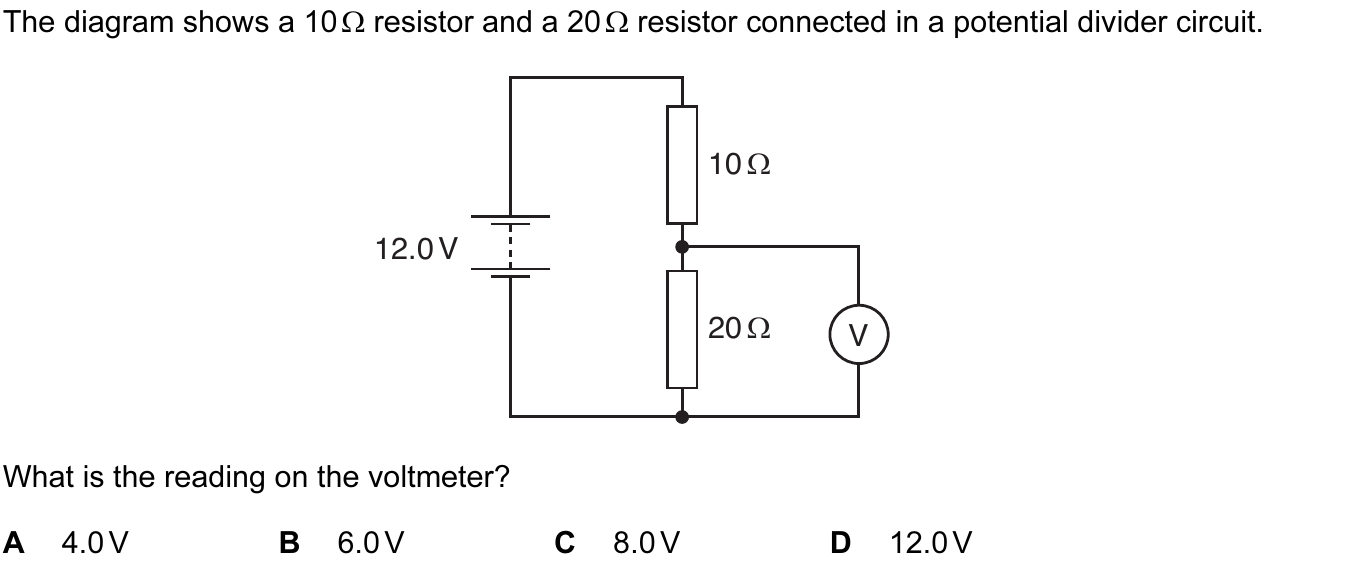 The diagram shows a 10Ω resistor and a 20Ω resistor connected in a potential divider circuit.
10Ω
12.0V
20Ω
V
What is the reading on the voltmeter?
A 4.0V B 6.0V C 8.0V D 12.0V